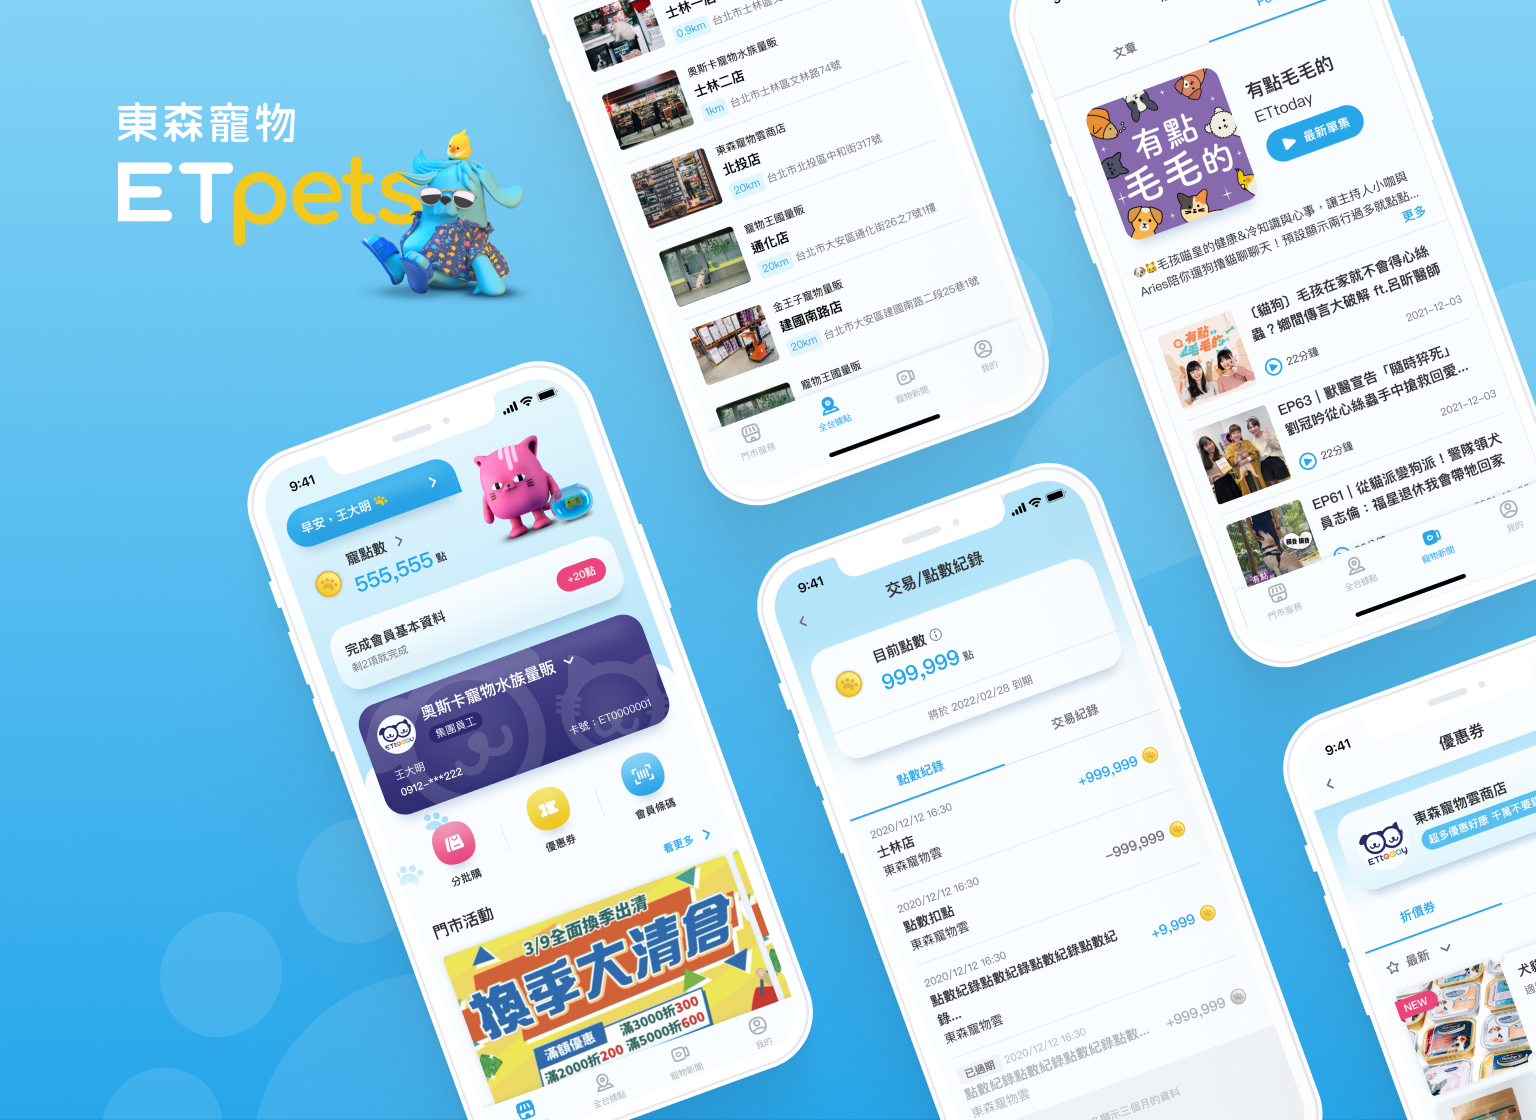 東森寵物
ETpets
士林一店
0.9km
奧斯卡寵物水族量販
士林二店
1km 台北市士林區文林路74號
東森寵物雲商店
北投店
20km 台北市北投區中和街317號
寵物王國量販
通化店
20km 台北市大安區通化街26之7號1樓
金王子寵物量販
建國南路店
20km 台北市大安區建國南路二段25巷1號
寵物王國量販
門市服務
全台據點
寵物新聞
我的
文章
有點
毛毛的
有點毛毛的
ETtoday
最新單集
毛孩喵皇的健康&冷知識與心事，讓主持人小咖與
Aries陪你遛狗擼貓聊聊天！預設顯示兩行過多就點點...
更多
有點
毛毛的
〔貓狗〕毛孩在家就不會得心絲
蟲？鄉間傳言大破解 ft.呂昕醫師
22分鐘
2021-12-03
EP63｜獸醫宣告「隨時猝死」
劉冠吟從心絲蟲手中搶救回愛...
22分鐘
2021-12-03
EP61｜從貓派變狗派！警隊領犬
員志倫：福星退休我會帶牠回家
有點
門市服務
全台據點
寵物新聞
我的
9:41
早安，王大明
寵點數
555,555 點
完成會員基本資料
剩2項就完成
+20點
奧斯卡寵物水族量販
集團員工
ETtoday
王大明
0912-***222
卡號：ET0000001
分批購
優惠券
會員條碼
門市活動
看更多
3/9全面換季出清
換季大清倉
滿額優惠
滿3000折300
滿2000折200 滿5000折600
全台據點
寵物新聞
我的
9:41
交易/點數紀錄
目前點數
999,999 點
將於 2022/02/28 到期
點數紀錄
交易紀錄
2020/12/12 16:30
士林店
東森寵物雲
+999,999
2020/12/12 16:30
點數扣點
東森寵物雲
-999,999
2020/12/12 16:30
點數紀錄點數紀錄點數紀錄點數紀
錄...
東森寵物雲
+9,999
已過期 2020/12/12 16:30
點數紀錄點數紀錄點數紀錄點數...
東森寵物雲
+999,999
顯示三個月的資料
9:41
優惠券
東森寵物雲商店
超多優惠好康 千萬不要
ETtoday
折價券
最新
NEW